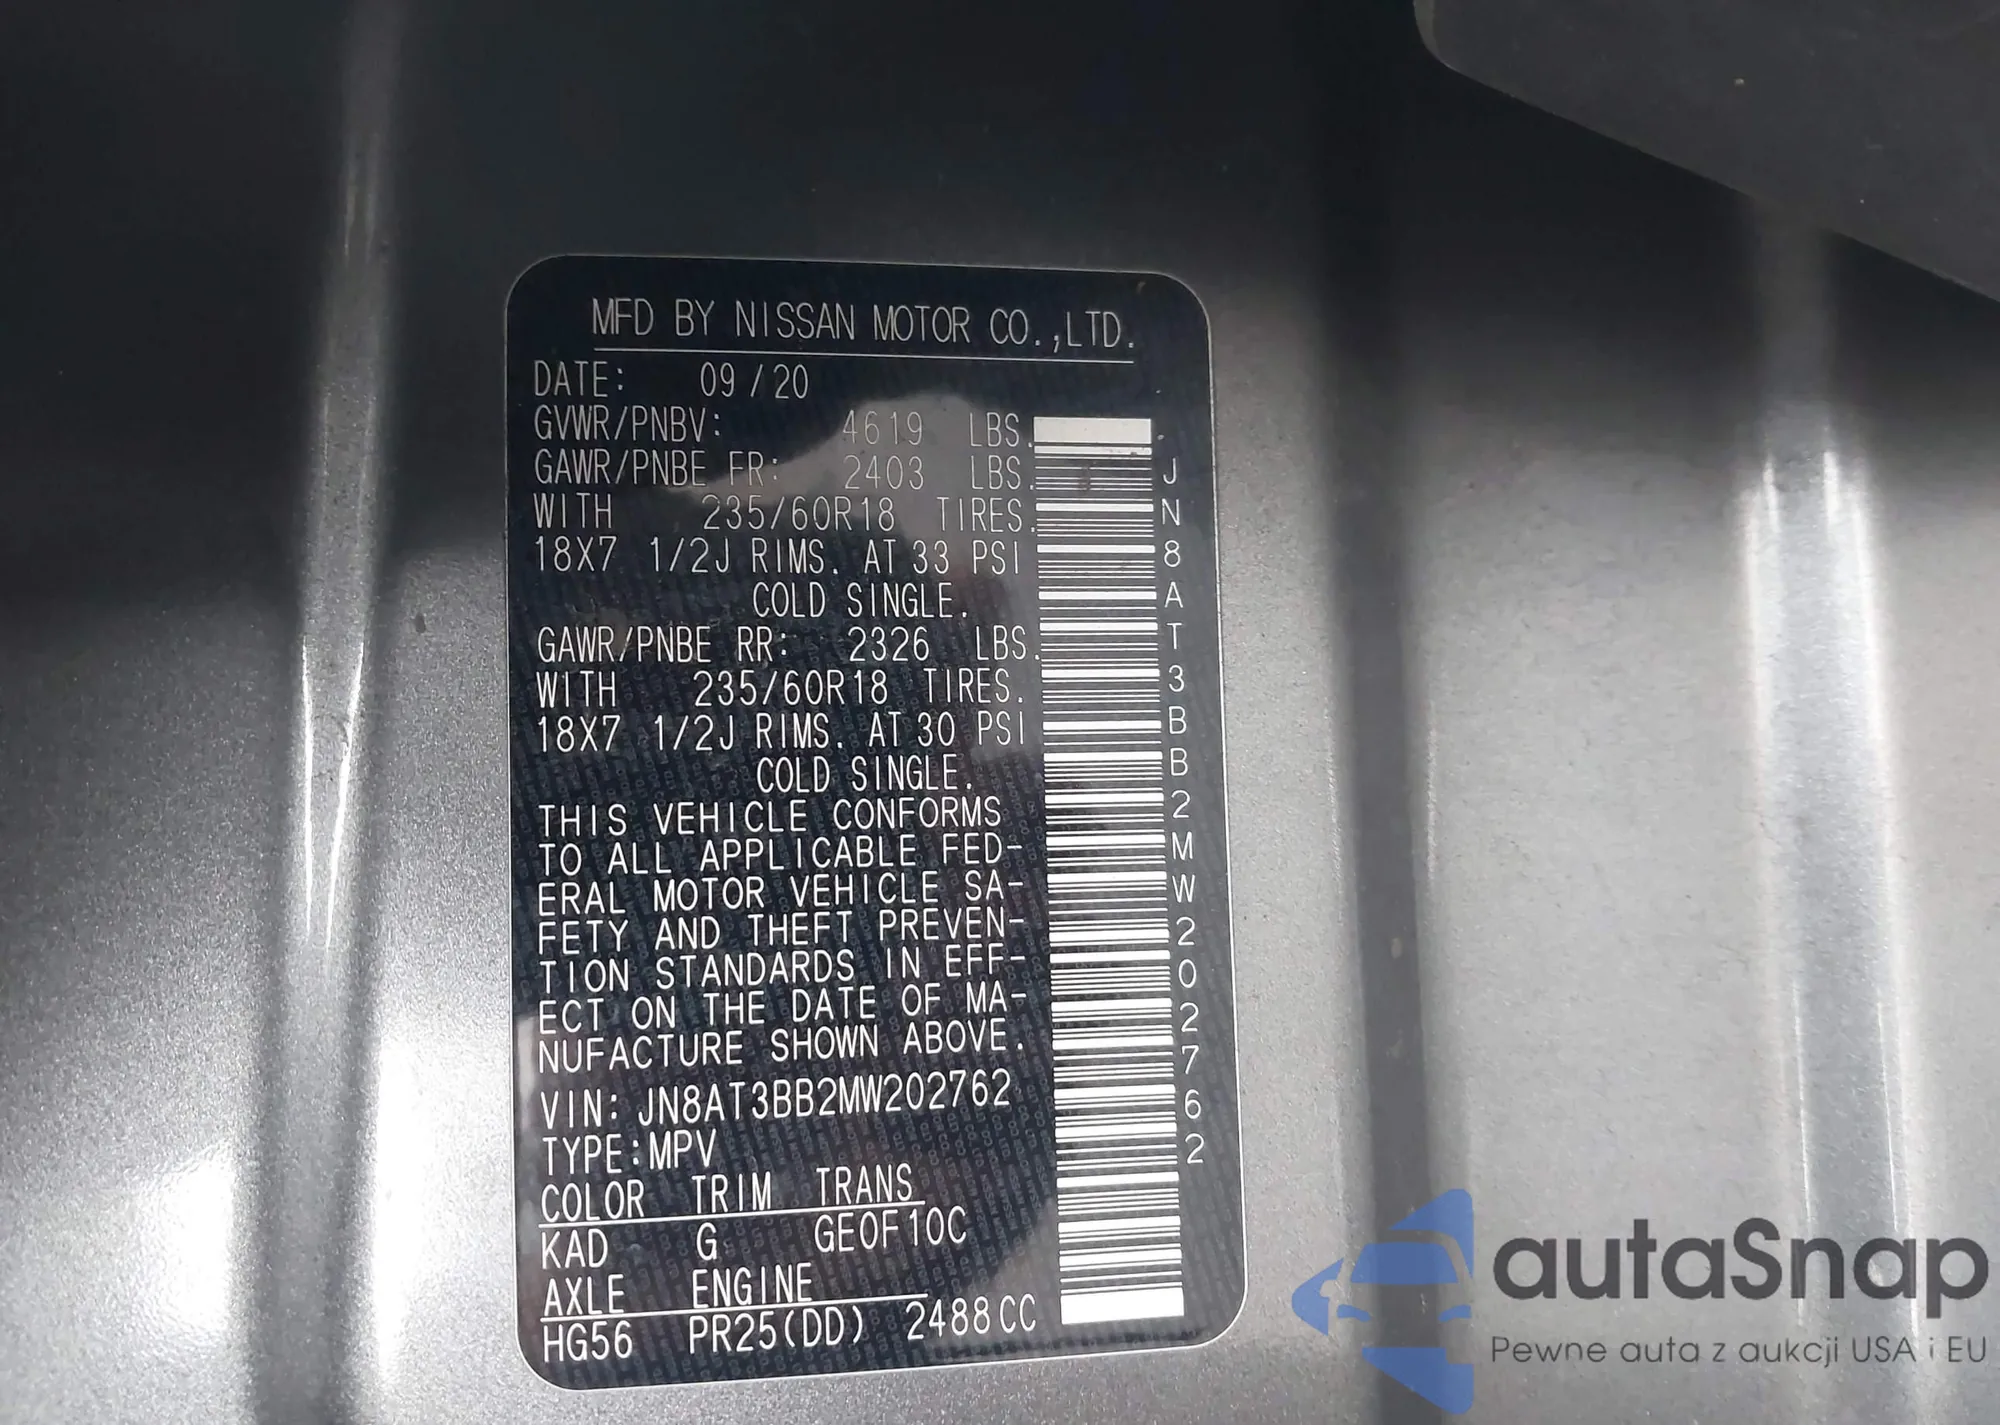 MFD BY NISSAN MOTOR CO.,LTD.
DATE: 09/20
GVWR/PNBV: 4619 LBS.
GAWR/PNBE FR: 2403 LBS.
WITH 235/60R18 TIRES.
18X7 1/2J RIMS. AT 33 PSI
COLD SINGLE.
GAWR/PNBE RR: 2326 LBS.
WITH 235/60R18 TIRES.
18X7 1/2J RIMS. AT 30 PSI
COLD SINGLE.
THIS VEHICLE CONFORMS
TO ALL APPLICABLE FED-
ERAL MOTOR VEHICLE SA-
FETY AND THEFT PREVEN-
TION STANDARDS IN EFF-
ECT ON THE DATE OF MA-
NUFACTURE SHOWN ABOVE.
VIN: JN8AT3BB2MW202762
TYPE:MPV
COLOR TRIM TRANS
KAD G GEOF10C
AXLE ENGINE
HG56 PR25(DD) 2488CC
JN8AT3BB2MW202762
autaSnap
Pewne auta z aukcji USA i EU